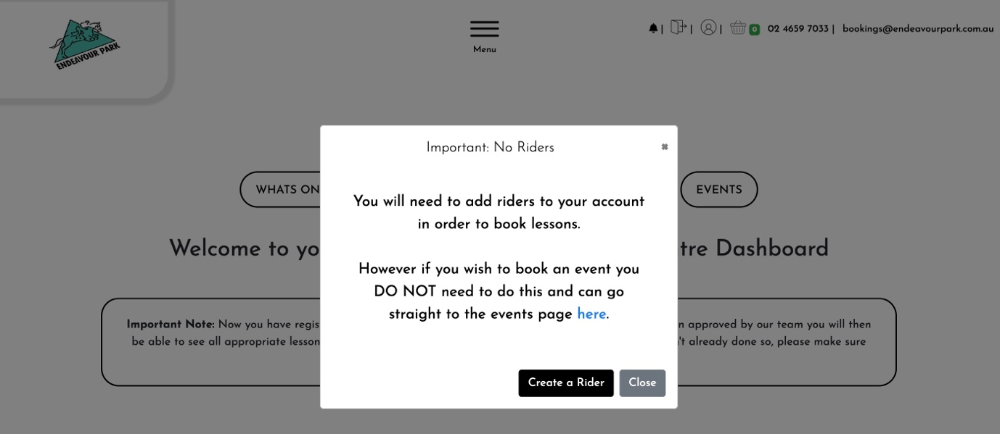 ENDEAVOUR PARK
Menu
0
02 4659 7033 |
bookings@endeavourpark.com.au
Important: No Riders
You will need to add riders to your account
in order to book lessons.
However if you wish to book an event you
DO NOT need to do this and can go
straight to the events page here.
Create a Rider
Close
WHATS ON
EVENTS
Welcome to yo
tre Dashboard
Important Note: Now you have regis
n approved by our team you will then
be able to see all appropriate lesson
't already done so, please make sure